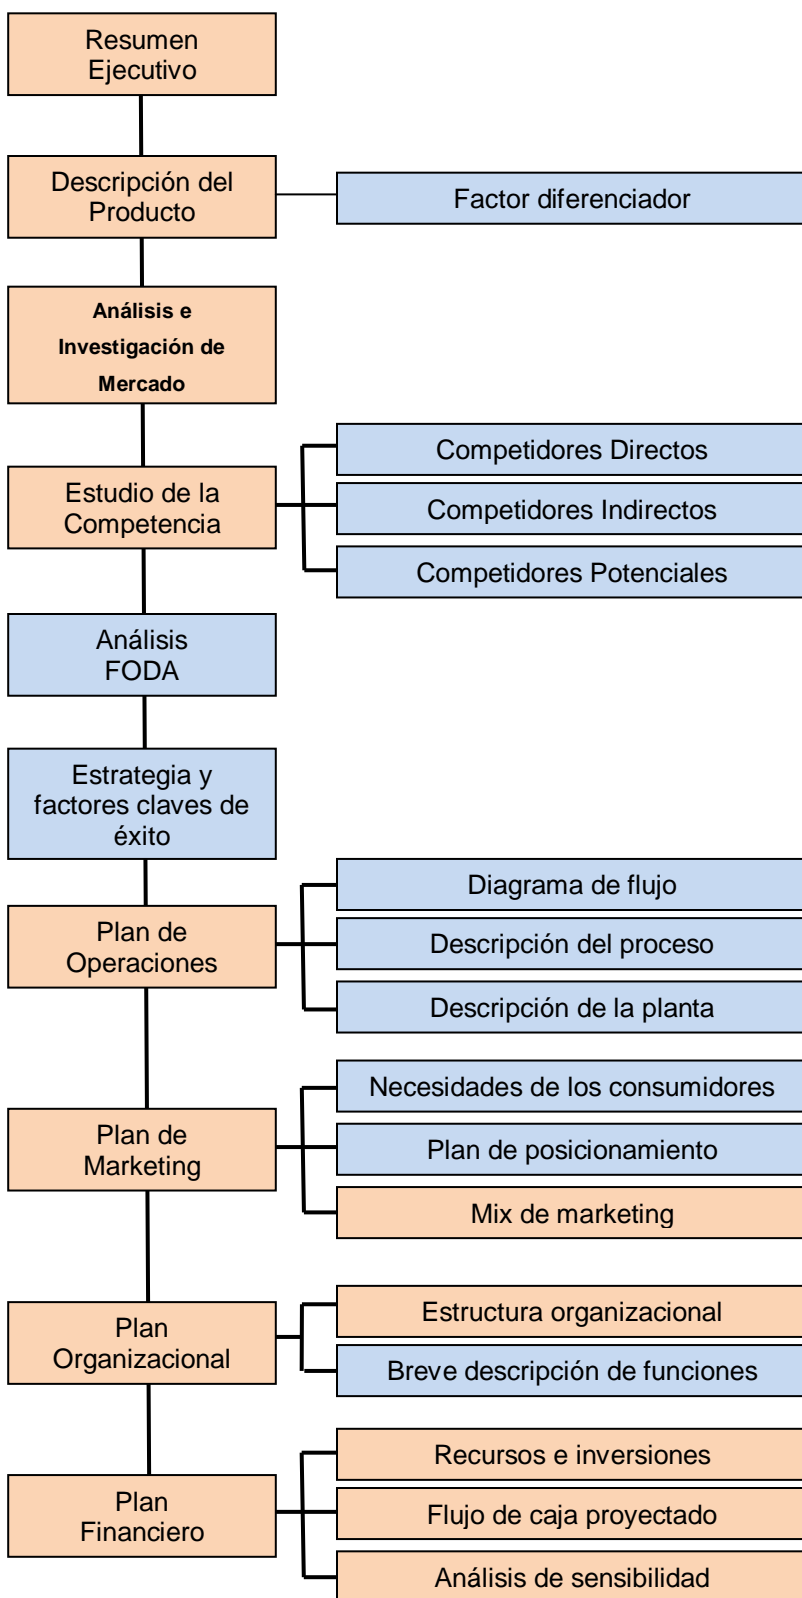 Resumen
Ejecutivo
Descripción del
Producto
Factor diferenciador
Análisis e
Investigación de
Mercado
Estudio de la
Competencia
Competidores Directos
Competidores Indirectos
Competidores Potenciales
Análisis
FODA
Estrategia y
factores claves de
éxito
Plan de
Operaciones
Diagrama de flujo
Descripción del proceso
Descripción de la planta
Plan de
Marketing
Necesidades de los consumidores
Plan de posicionamiento
Mix de marketing
Plan
Organizacional
Estructura organizacional
Breve descripción de funciones
Plan
Financiero
Recursos e inversiones
Flujo de caja proyectado
Análisis de sensibilidad